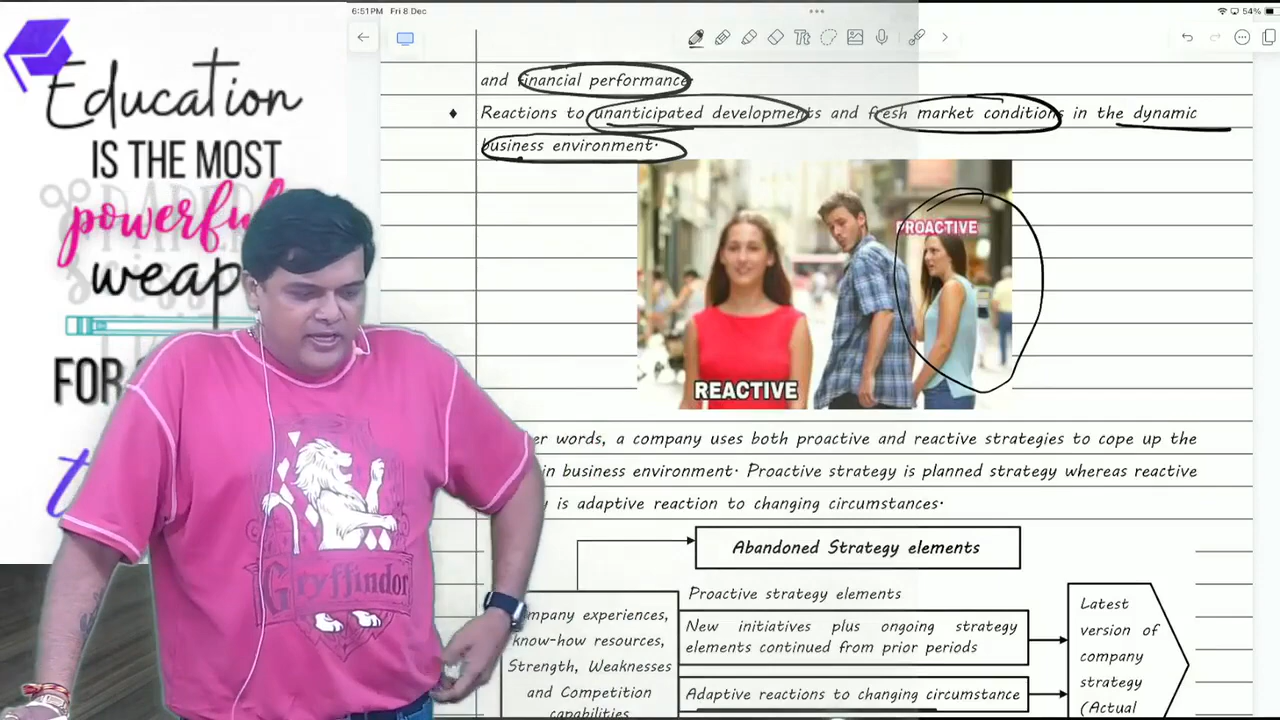 6:51PM Fri 8 Dec
54%
Education
IS THE MOST
powerful
weap
FOR
and financial performance.
♦ Reactions to unanticipated developments and fresh market conditions in the dynamic
business environment.
PROACTIVE
REACTIVE
er words, a company uses both proactive and reactive strategies to cope up the
in business environment. Proactive strategy is planned strategy whereas reactive
y is adaptive reaction to changing circumstances.
Abandoned Strategy elements
Proactive strategy elements
mpany experiences,
know-how resources,
Strength, Weaknesses
and Competition
capabilities
New initiatives plus ongoing strategy
elements continued from prior periods
Adaptive reactions to changing circumstance
Latest
version of
company
strategy
(Actual
Gryffindor